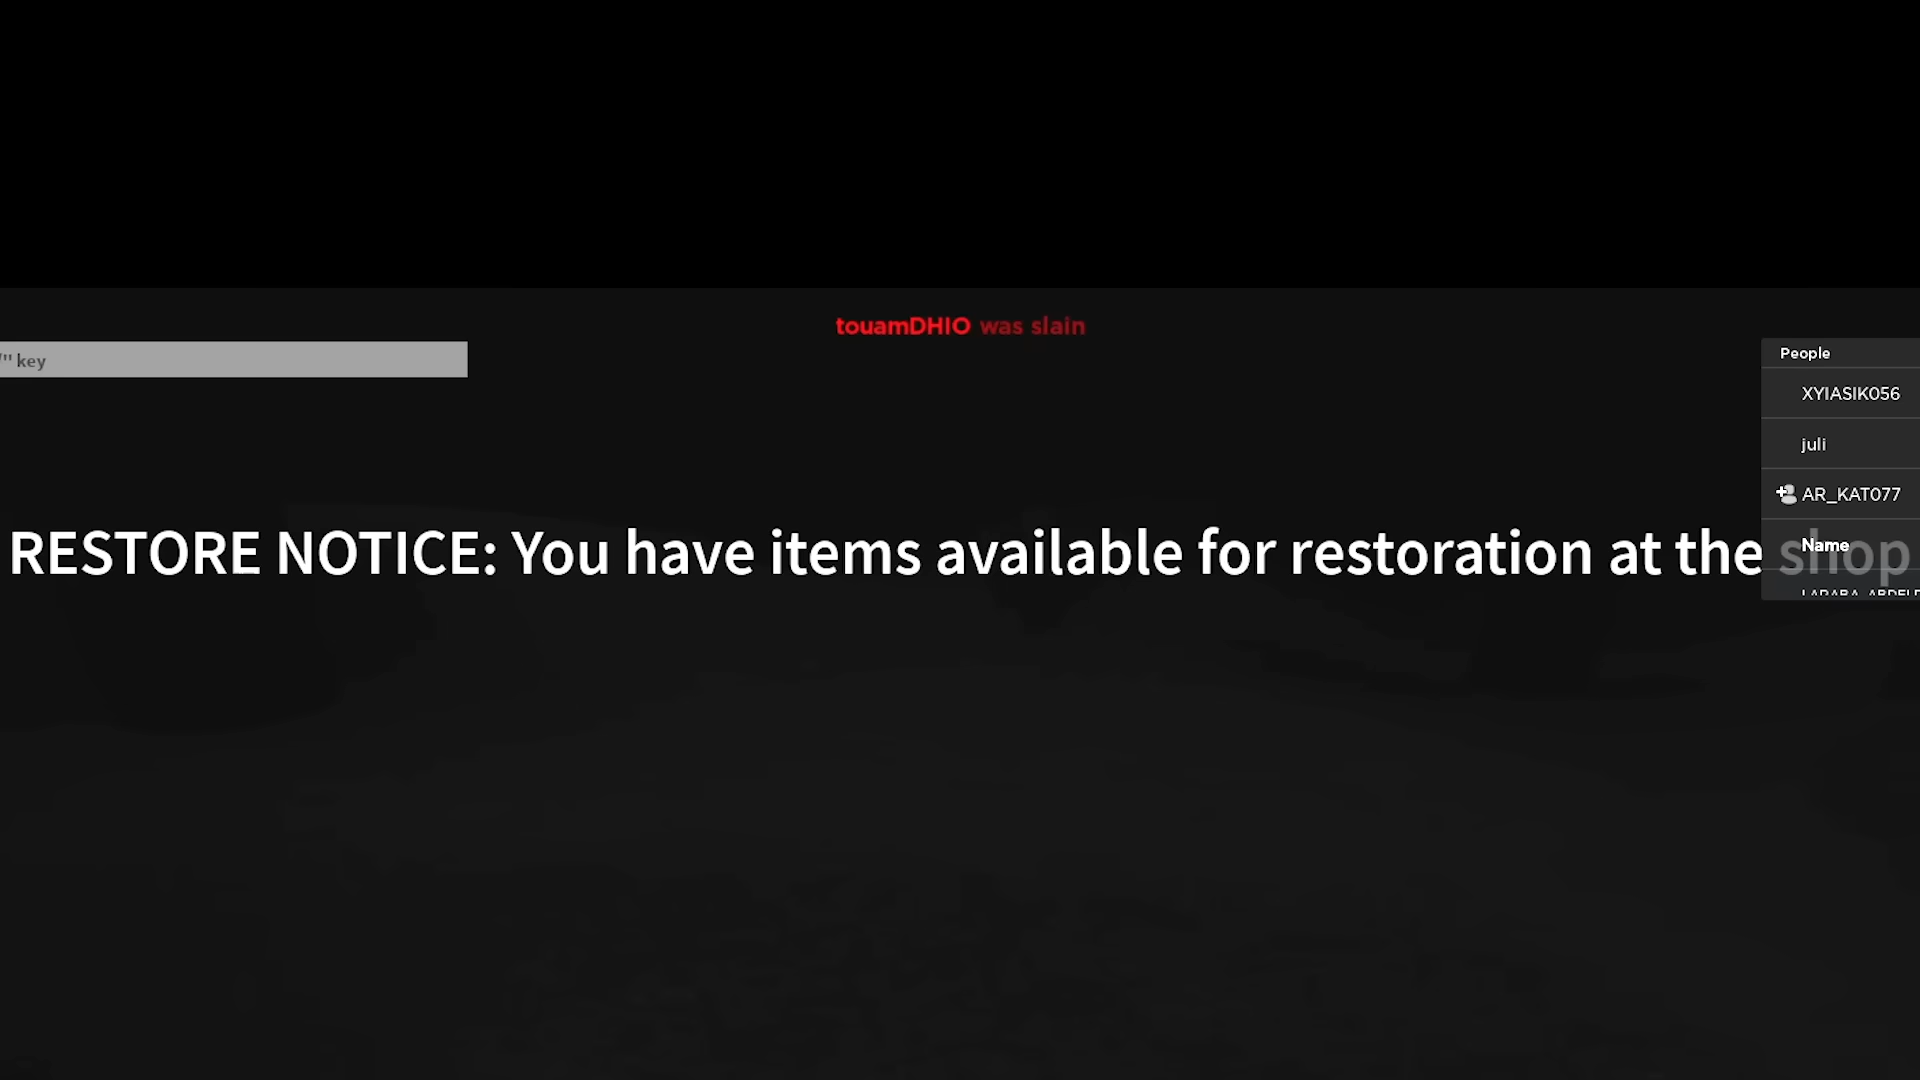 touamDHIO was slain
/" key
People
XYIASIK056
juli
AR_KAT077
RESTORE NOTICE: You have items available for restoration at the shop
Name